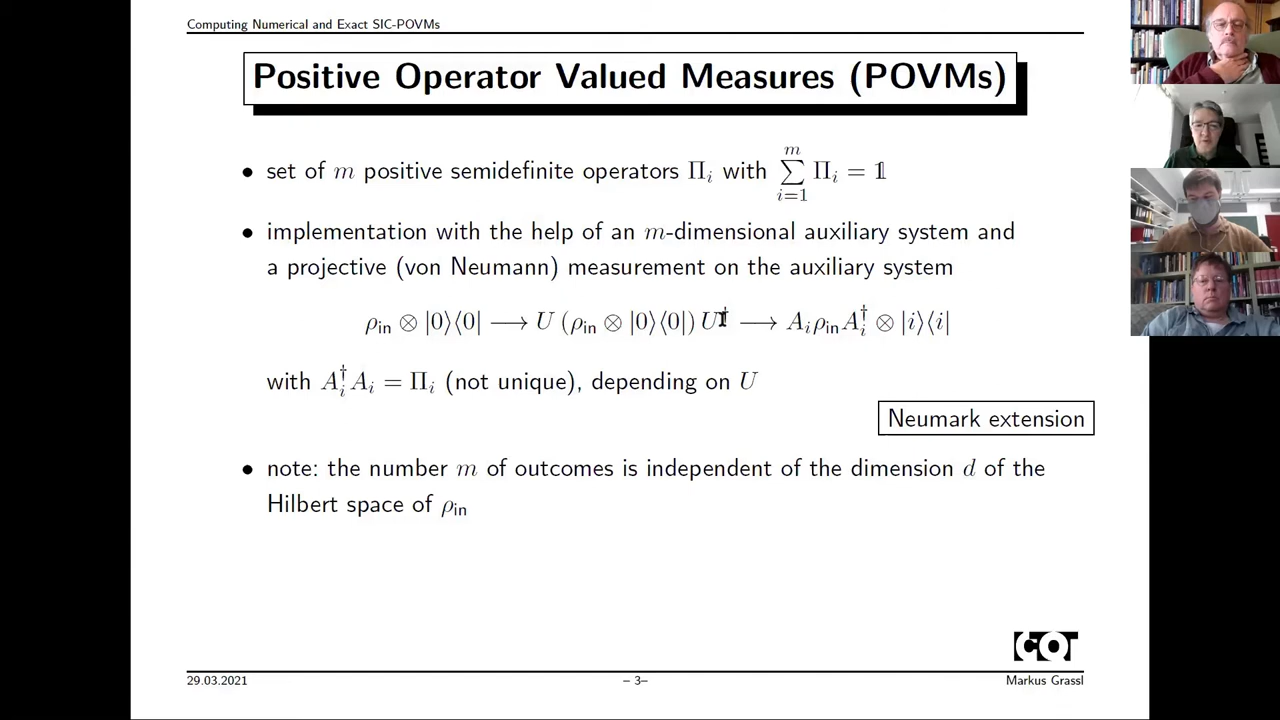 Computing Numerical and Exact SIC-POVMs
Positive Operator Valued Measures (POVMs)
• set of m positive semidefinite operators Π_i with ∑_{i=1}^{m} Π_i = 𝟙
• implementation with the help of an m-dimensional auxiliary system and
a projective (von Neumann) measurement on the auxiliary system
ρ_in ⊗ |0⟩⟨0| ⟶ U (ρ_in ⊗ |0⟩⟨0|) U† ⟶ A_i ρ_in A_i† ⊗ |i⟩⟨i|
with A_i† A_i = Π_i (not unique), depending on U
Neumark extension
• note: the number m of outcomes is independent of the dimension d of the
Hilbert space of ρ_in
CQT
29.03.2021
– 3–
Markus Grassl